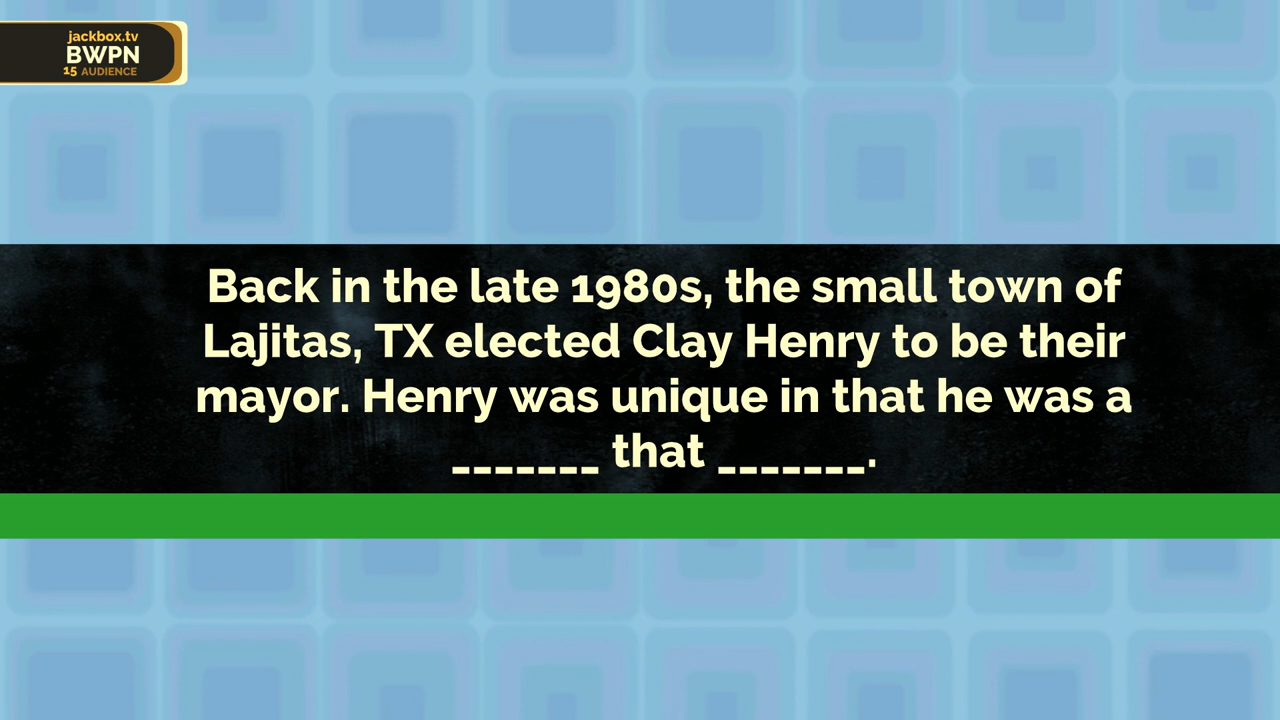 jackbox.tv
BWPN
15 AUDIENCE
Back in the late 1980s, the small town of
Lajitas, TX elected Clay Henry to be their
mayor. Henry was unique in that he was a
_______ that _______.